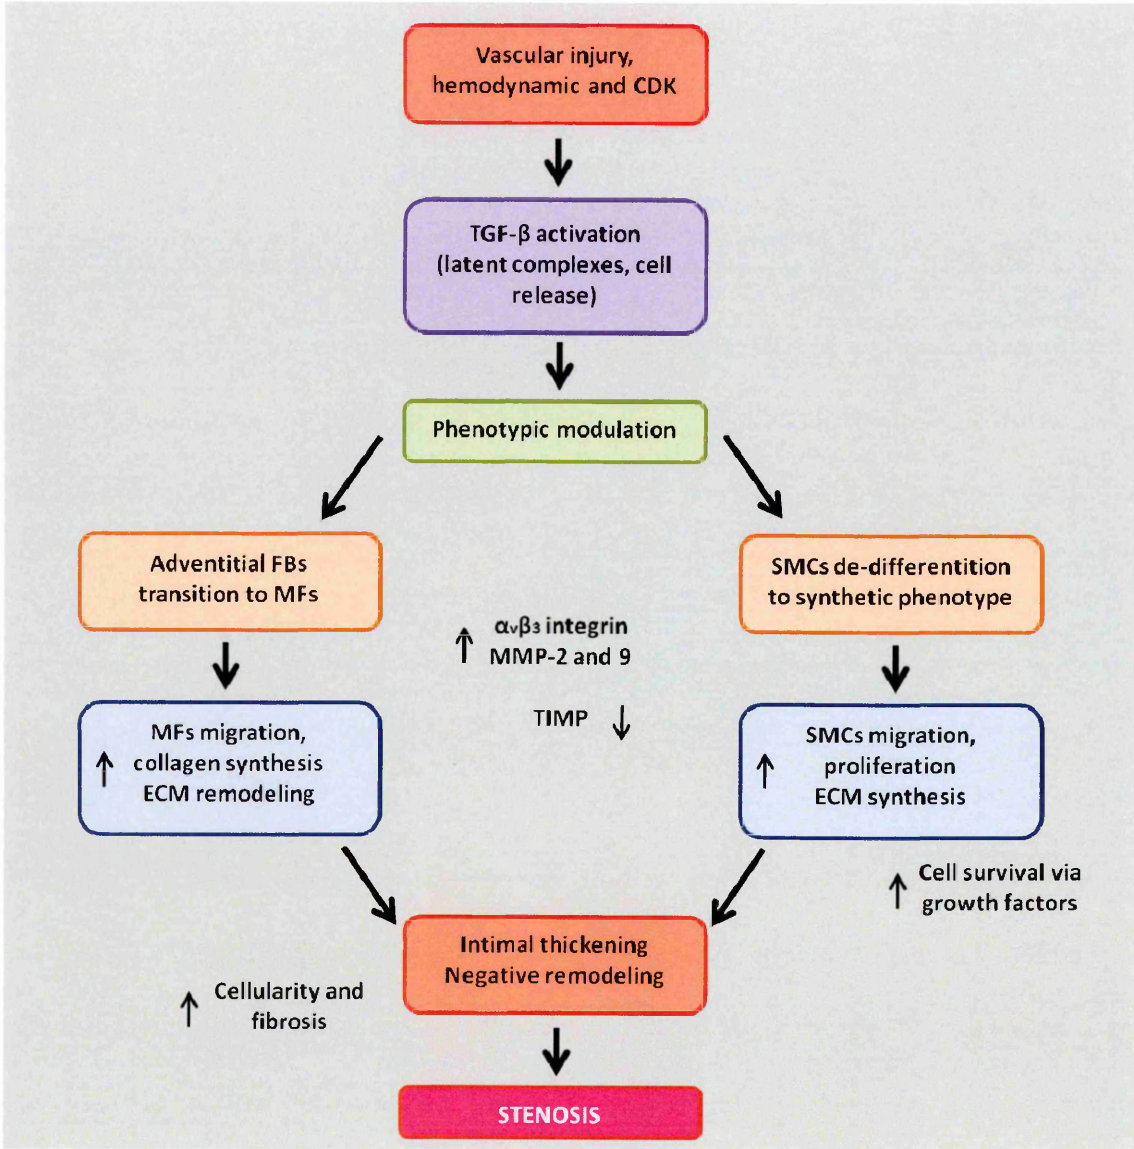 Vascular injury,
hemodynamic and CDK
TGF-β activation
(latent complexes, cell
release)
Phenotypic modulation
Adventitial FBs
transition to MFs
SMCs de-differentition
to synthetic phenotype
↑ αvβ3 integrin
MMP-2 and 9
TIMP ↓
↑ MFs migration,
collagen synthesis
ECM remodeling
↑ SMCs migration,
proliferation
ECM synthesis
↑ Cell survival via
growth factors
Intimal thickening
Negative remodeling
↑ Cellularity and
fibrosis
STENOSIS